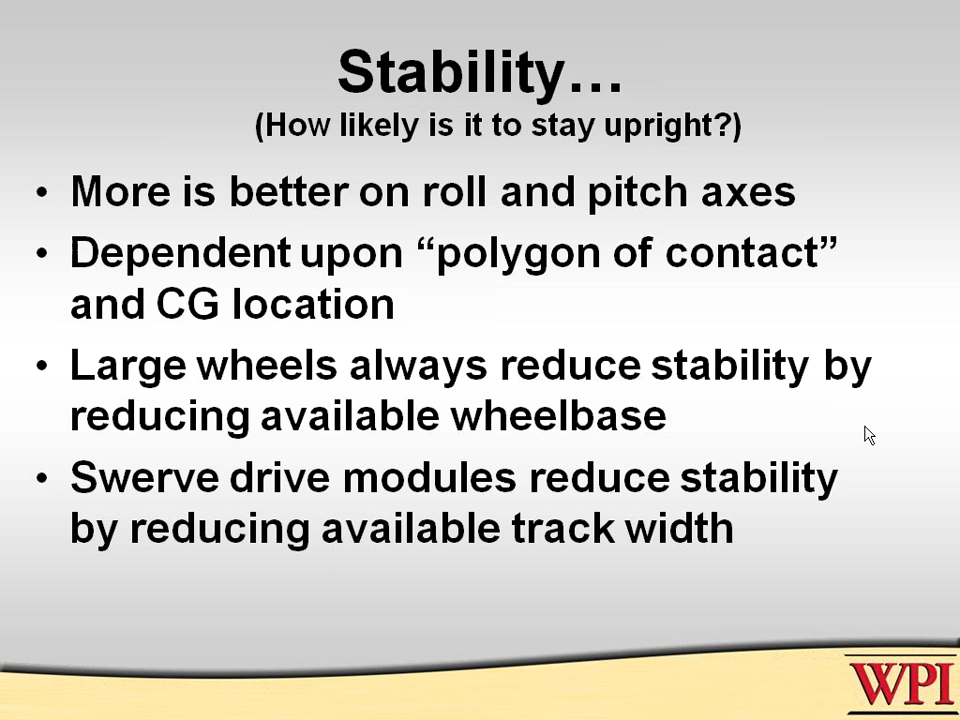 Stability…
(How likely is it to stay upright?)
• More is better on roll and pitch axes
• Dependent upon “polygon of contact”
and CG location
• Large wheels always reduce stability by
reducing available wheelbase
• Swerve drive modules reduce stability
by reducing available track width
WPI